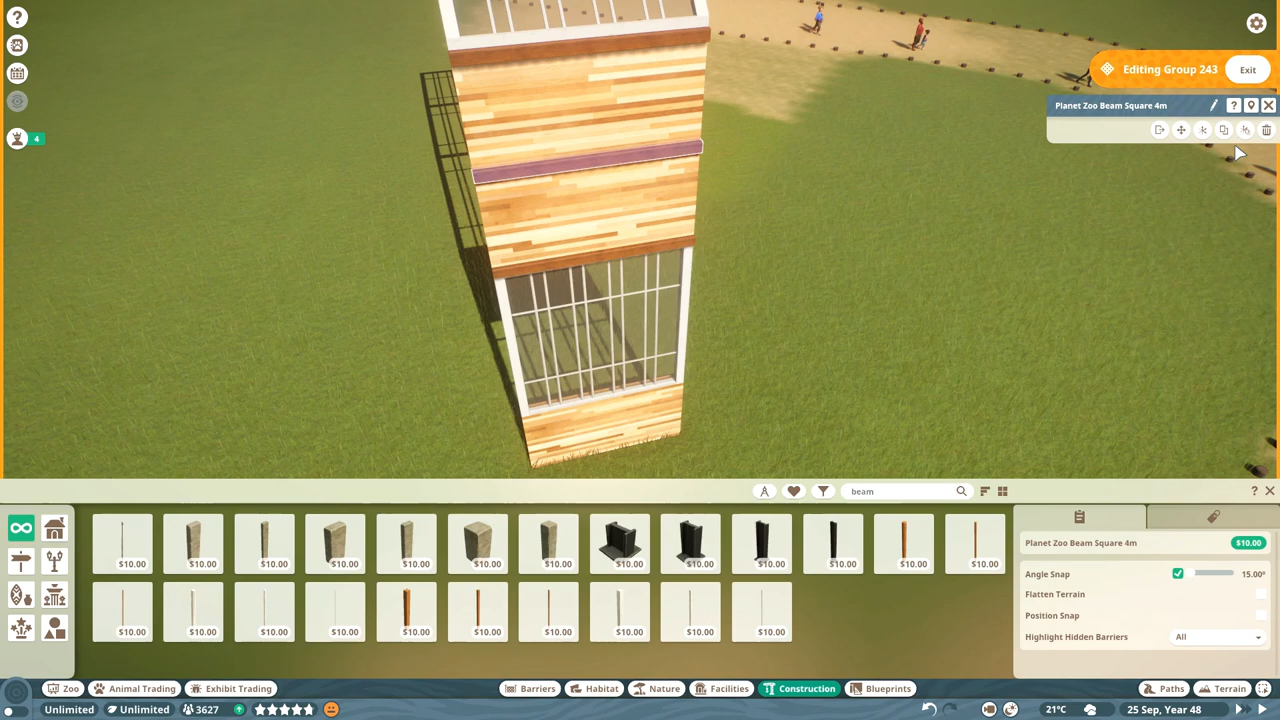 Editing Group 243
Exit
Planet Zoo Beam Square 4m
?
4
beam
?
$10.00 $10.00 $10.00 $10.00 $10.00 $10.00 $10.00 $10.00 $10.00 $10.00 $10.00 $10.00 $10.00
$10.00 $10.00 $10.00 $10.00 $10.00 $10.00 $10.00 $10.00 $10.00 $10.00
Planet Zoo Beam Square 4m $10.00
Angle Snap 15.00°
Flatten Terrain
Position Snap
Highlight Hidden Barriers All
Zoo Animal Trading Exhibit Trading Barriers Habitat Nature Facilities Construction Blueprints Paths Terrain
Unlimited Unlimited 3627 21°C 25 Sep, Year 48